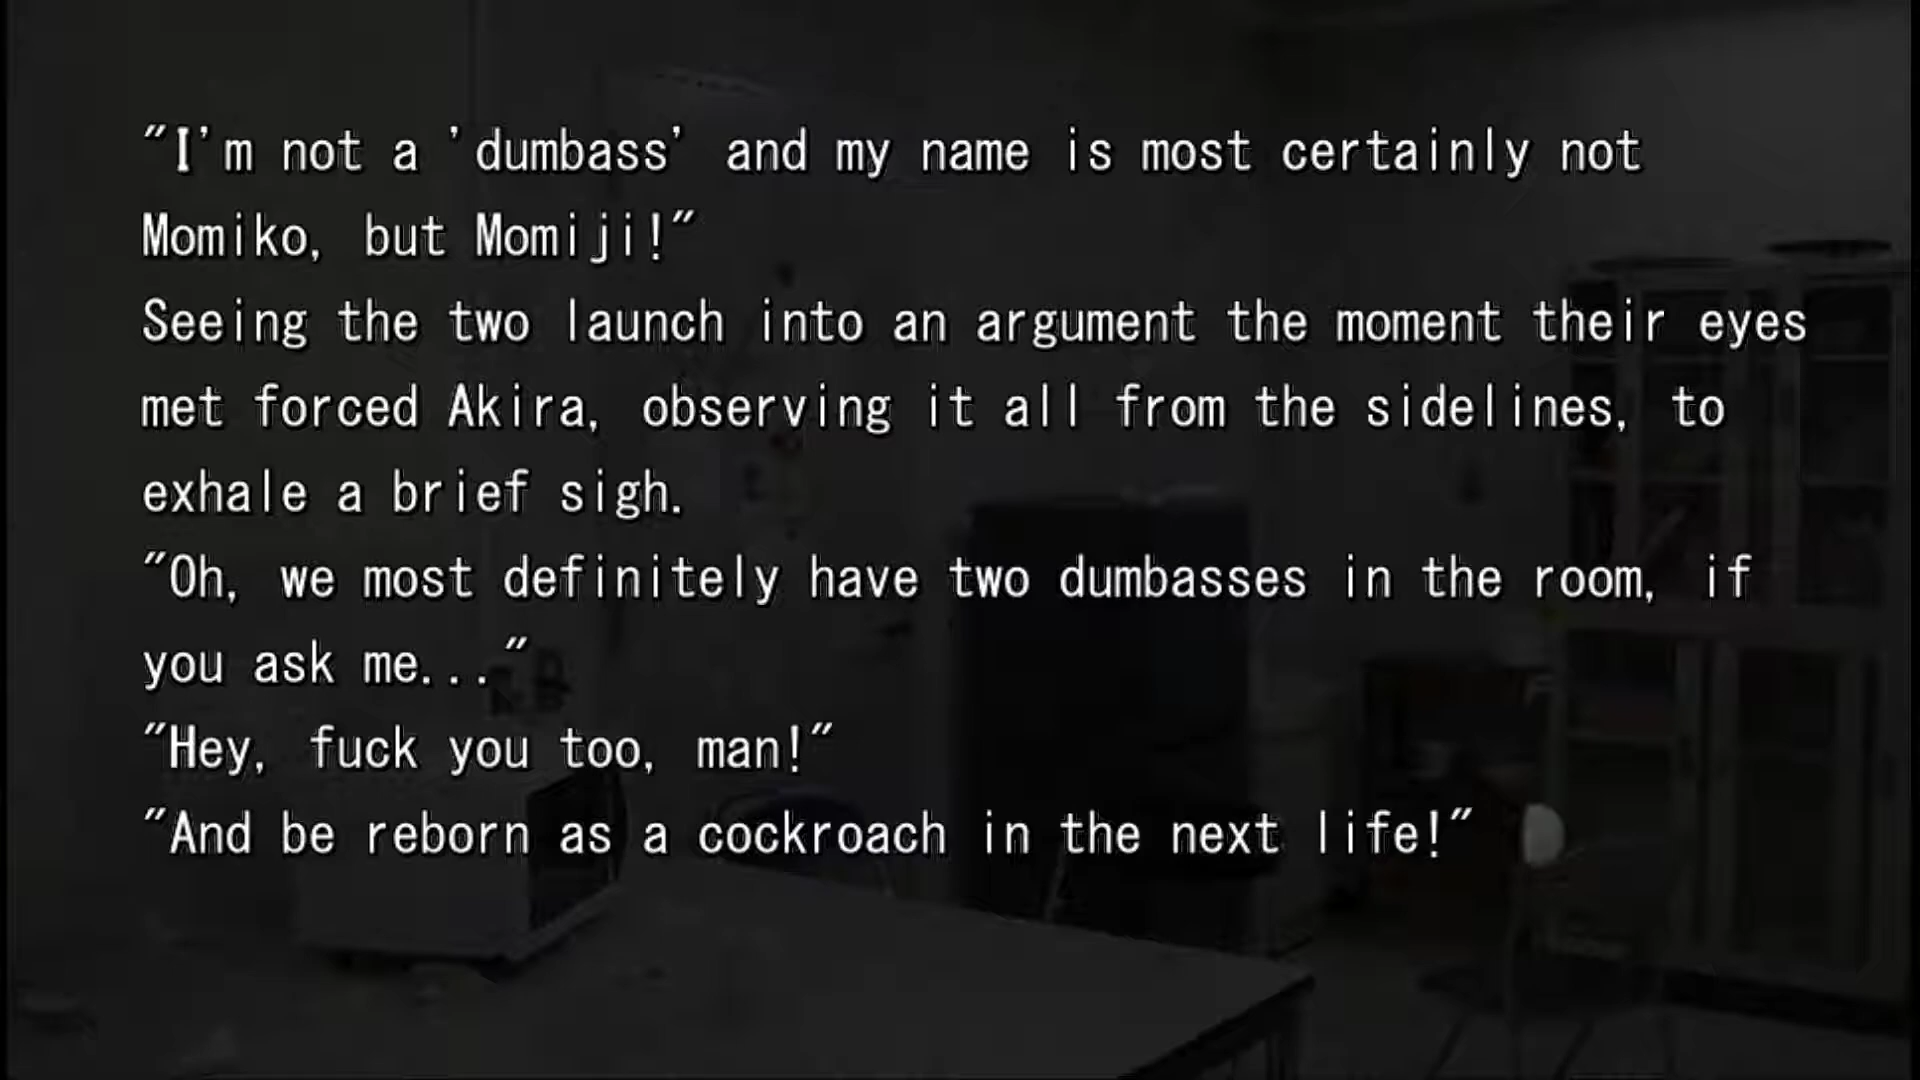 "I'm not a 'dumbass' and my name is most certainly not
Momiko, but Momiji!"
Seeing the two launch into an argument the moment their eyes
met forced Akira, observing it all from the sidelines, to
exhale a brief sigh.
"Oh, we most definitely have two dumbasses in the room, if
you ask me..."
"Hey, fuck you too, man!"
"And be reborn as a cockroach in the next life!"